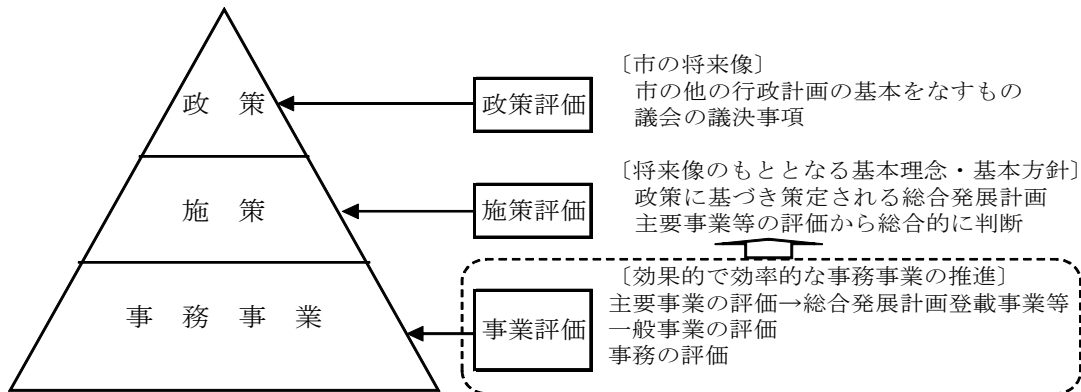 政　策
政策評価
〔市の将来像〕
市の他の行政計画の基本をなすもの
議会の議決事項
施　策
施策評価
〔将来像のもととなる基本理念・基本方針〕
政策に基づき策定される総合発展計画
主要事業等の評価から総合的に判断
事　務　事　業
事業評価
〔効果的で効率的な事務事業の推進〕
主要事業の評価→総合発展計画登載事業等
一般事業の評価
事務の評価